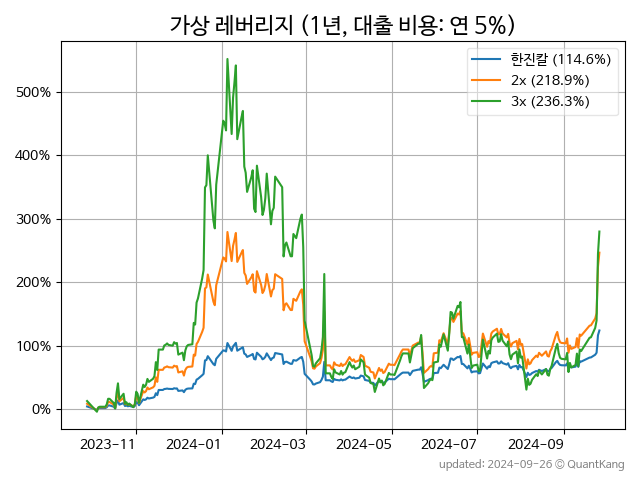 가상 레버리지 (1년, 대출 비용: 연 5%)
한진칼 (114.6%)
2x (218.9%)
3x (236.3%)
500%
400%
300%
200%
100%
0%
2023-11 2024-01 2024-03 2024-05 2024-07 2024-09
updated: 2024-09-26 © QuantKang